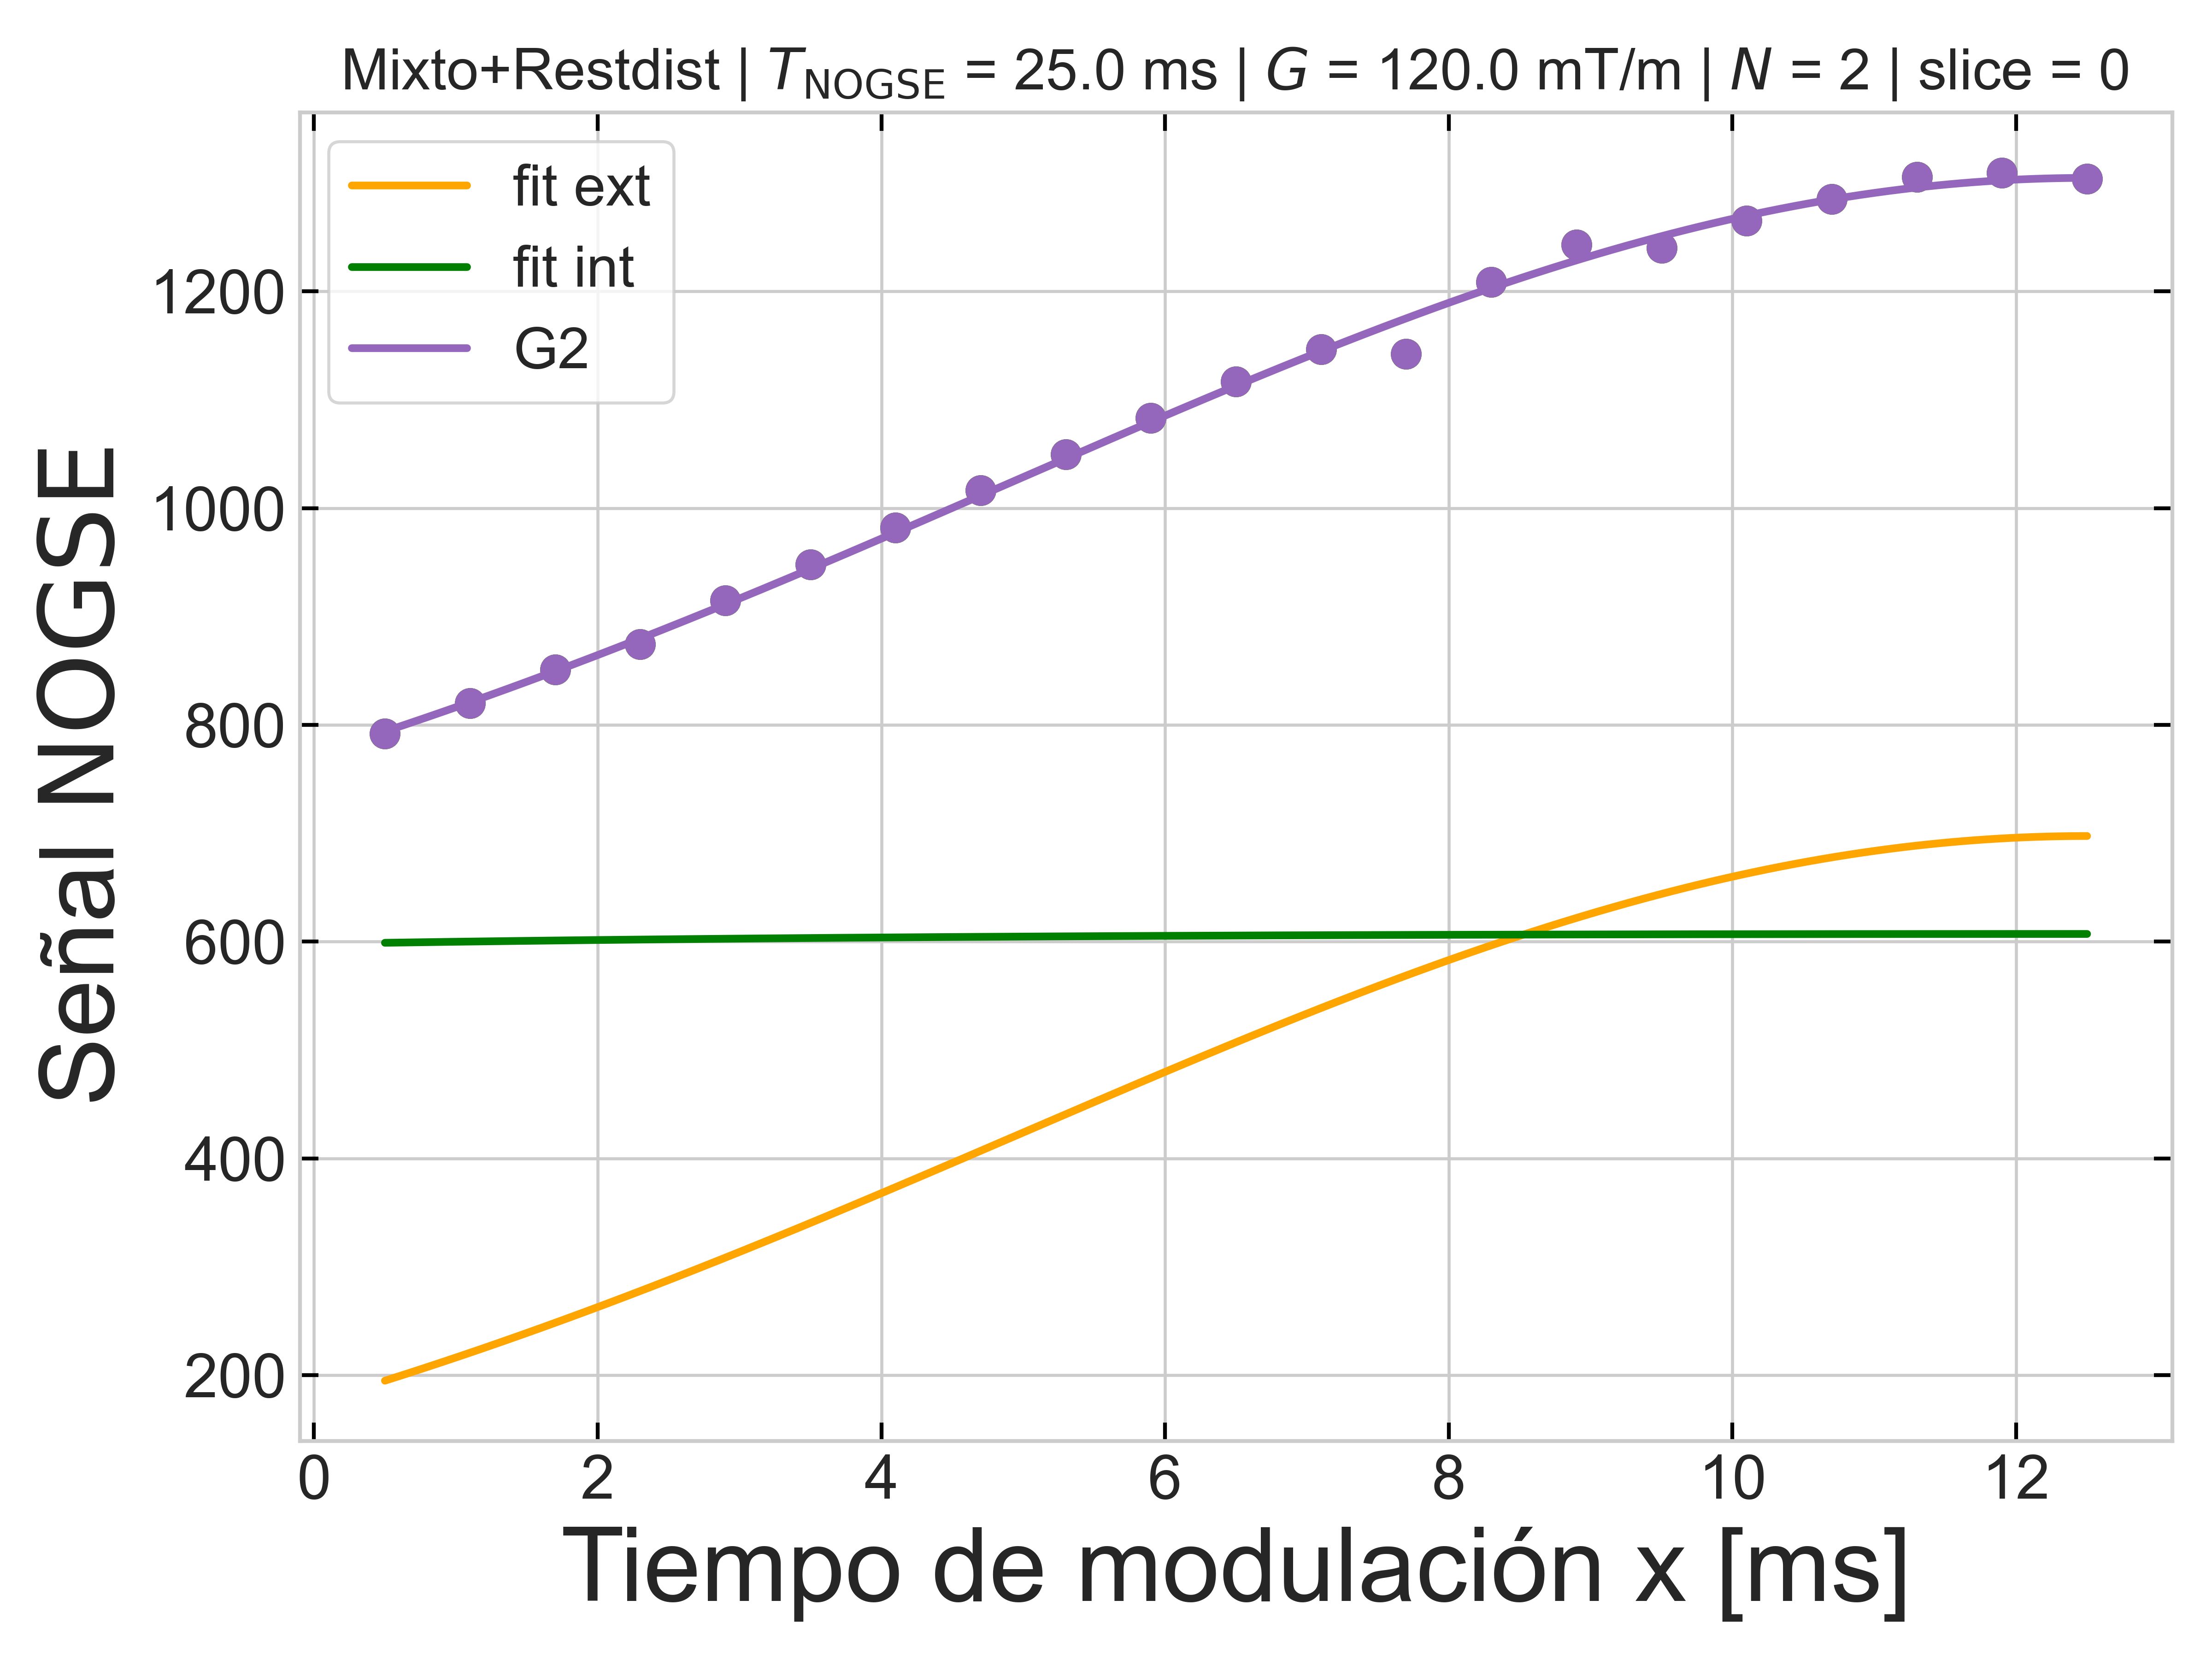 Mixto+Restdist | T_NOGSE = 25.0 ms | G = 120.0 mT/m | N = 2 | slice = 0
fit ext
fit int
G2
Señal NOGSE
1200
1000
800
600
400
200
0 2 4 6 8 10 12
Tiempo de modulación x [ms]